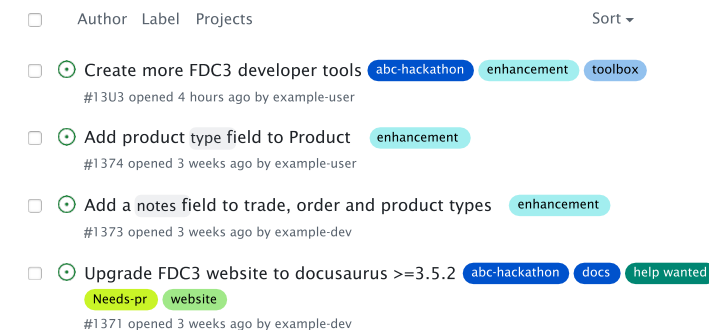 Author Label Projects Sort
Create more FDC3 developer tools abc-hackathon enhancement toolbox
#13U3 opened 4 hours ago by example-user
Add product type field to Product enhancement
#1374 opened 3 weeks ago by example-user
Add a notes field to trade, order and product types enhancement
#1373 opened 3 weeks ago by example-dev
Upgrade FDC3 website to docusaurus >=3.5.2 abc-hackathon docs help wanted
Needs-pr website
#1371 opened 3 weeks ago by example-dev